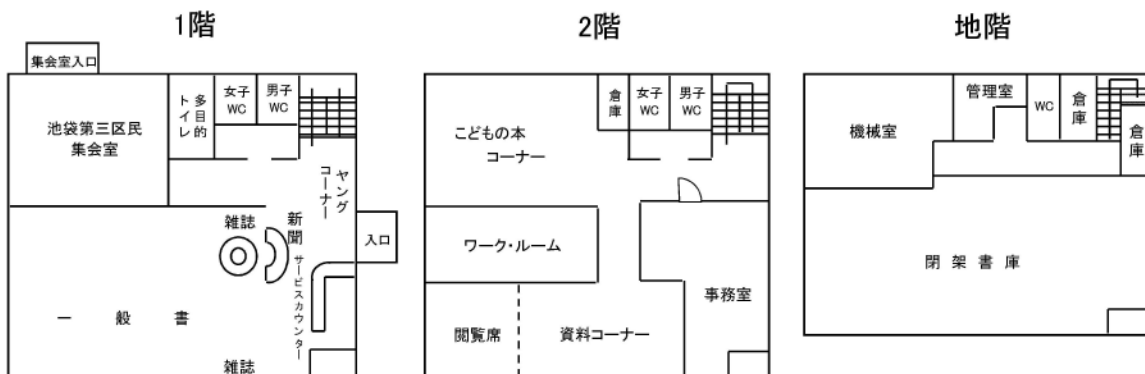 1階
集会室入口
池袋第三区民
集会室
多目的
トイレ
女子
WC
男子
WC
ヤング
コーナー
新聞
雑誌
入口
サービスカウンター
一般書
雑誌
2階
倉庫
女子
WC
男子
WC
こどもの本
コーナー
ワーク・ルーム
事務室
閲覧席
資料コーナー
地階
管理室
WC
倉庫
倉庫
機械室
閉架書庫